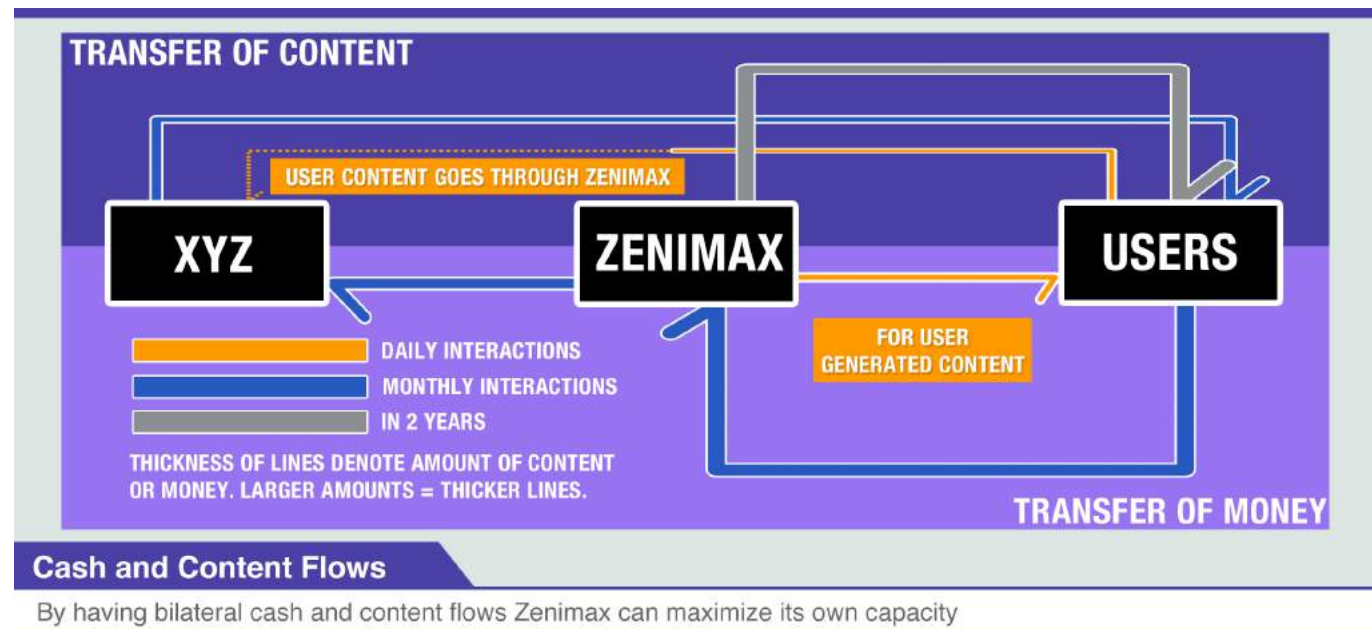 TRANSFER OF CONTENT
USER CONTENT GOES THROUGH ZENIMAX
XYZ
ZENIMAX
USERS
FOR USER
GENERATED CONTENT
DAILY INTERACTIONS
MONTHLY INTERACTIONS
IN 2 YEARS
THICKNESS OF LINES DENOTE AMOUNT OF CONTENT
OR MONEY. LARGER AMOUNTS = THICKER LINES.
TRANSFER OF MONEY
Cash and Content Flows
By having bilateral cash and content flows Zenimax can maximize its own capacity